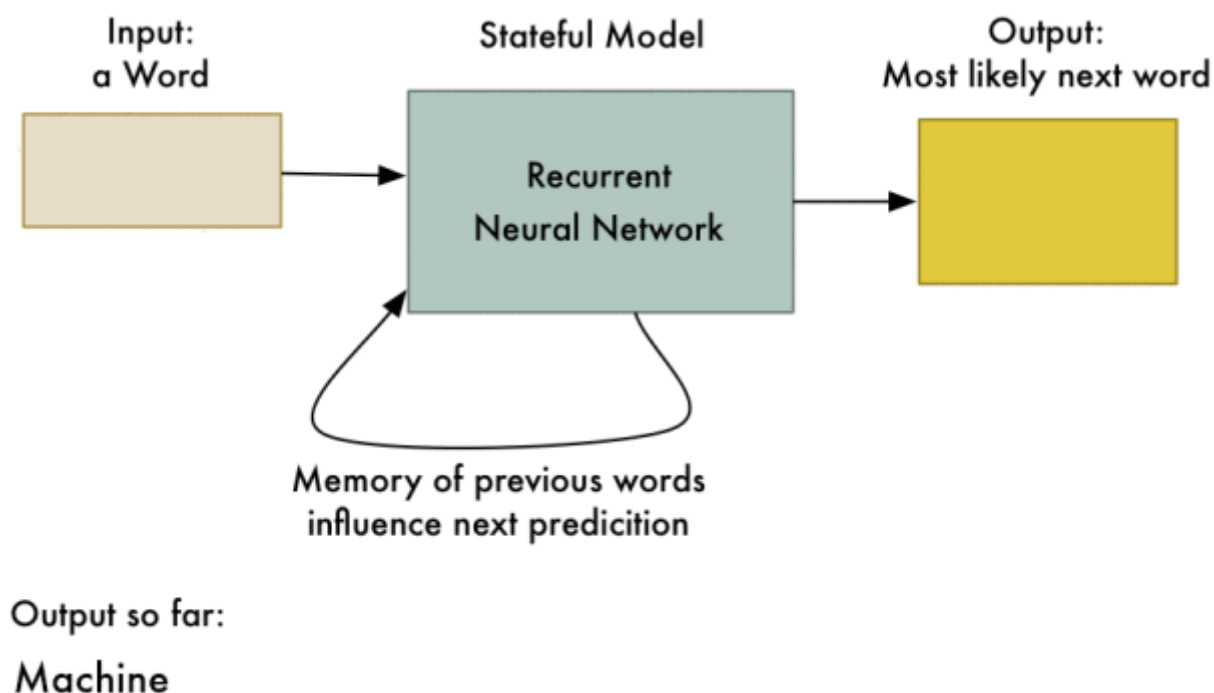 Input:
a Word
Stateful Model
Output:
Most likely next word
Recurrent
Neural Network
Memory of previous words
influence next predicition
Output so far:
Machine